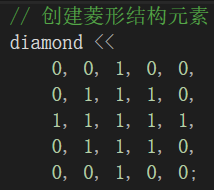 // 创建菱形结构元素
diamond <<
0, 0, 1, 0, 0,
0, 1, 1, 1, 0,
1, 1, 1, 1, 1,
0, 1, 1, 1, 0,
0, 0, 1, 0, 0;